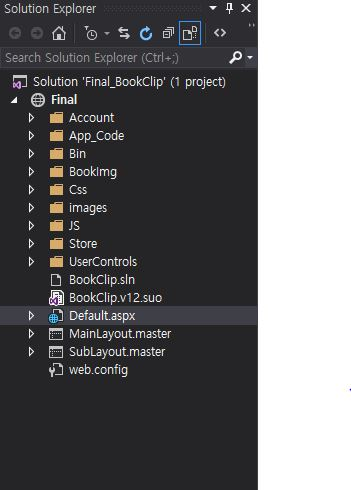 Solution Explorer
Search Solution Explorer (Ctrl+;)
Solution 'Final_BookClip' (1 project)
Final
Account
App_Code
Bin
BookImg
Css
images
JS
Store
UserControls
BookClip.sln
BookClip.v12.suo
Default.aspx
MainLayout.master
SubLayout.master
web.config